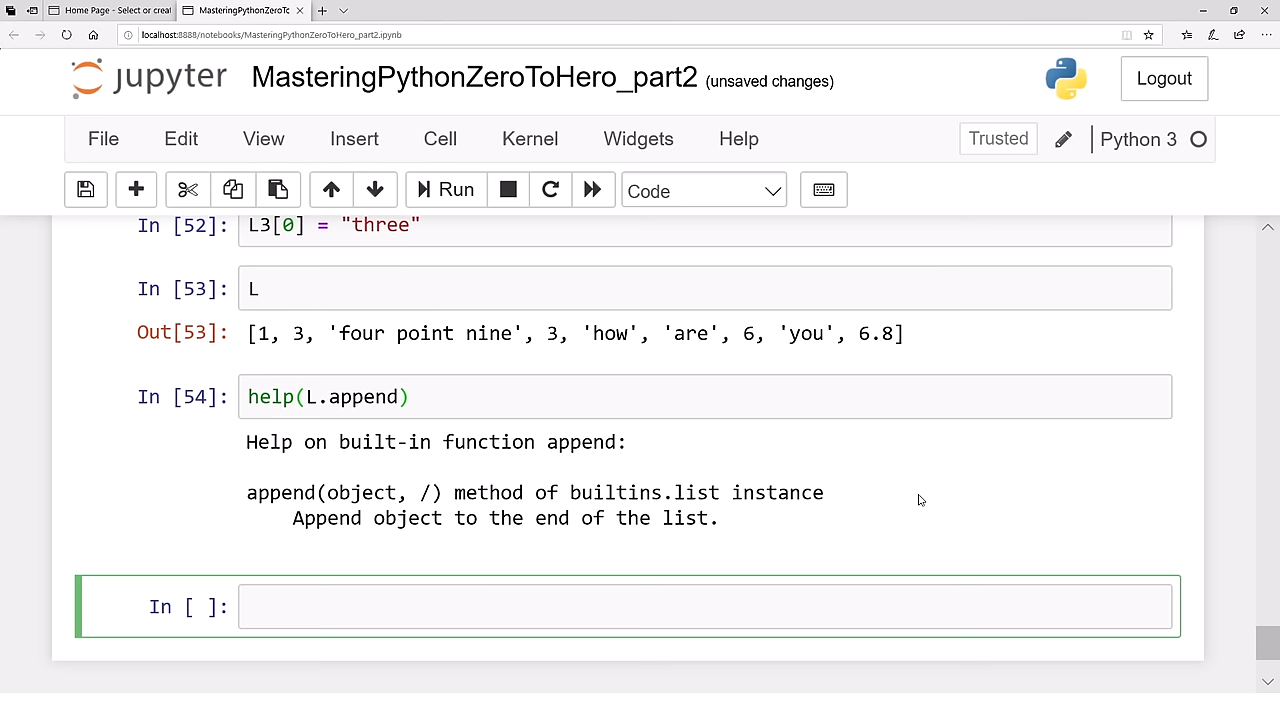 Home Page - Select or creat
MasteringPythonZeroTo
localhost:8888/notebooks/MasteringPythonZeroToHero_part2.ipynb
jupyter MasteringPythonZeroToHero_part2 (unsaved changes)
Logout
File Edit View Insert Cell Kernel Widgets Help
Trusted
Python 3
Run
Code
In [52]: L3[0] = "three"
In [53]: L
Out[53]: [1, 3, 'four point nine', 3, 'how', 'are', 6, 'you', 6.8]
In [54]: help(L.append)
Help on built-in function append:
append(object, /) method of builtins.list instance
Append object to the end of the list.
In [ ]: